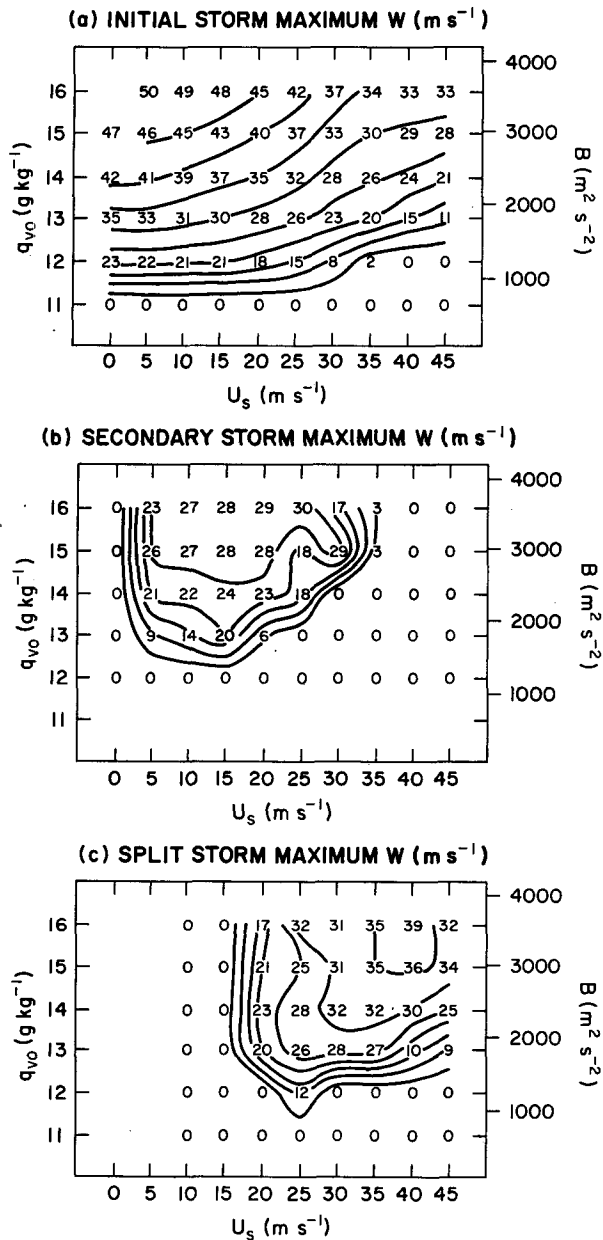 (a) INITIAL STORM MAXIMUM W (m s⁻¹)
q_vo (g kg⁻¹)
B (m² s⁻²)
4000
16 50 49 48 45 42 37 34 33 33
15 47 46 45 43 40 37 33 30 29 28
3000
14 42 41 39 37 35 32 28 26 24 21
2000
13 35 33 31 30 28 26 23 20 15 11
12 23 22 21 21 18 15 8 2 0 0
1000
11 0 0 0 0 0 0 0 0 0 0
0 5 10 15 20 25 30 35 45
U_s (m s⁻¹)
(b) SECONDARY STORM MAXIMUM W (m s⁻¹)
q_vo (g kg⁻¹)
B (m² s⁻²)
4000
16 0 23 27 28 29 30 17 3 0 0
15 0 26 27 28 28 18 29 3 0 0
3000
14 0 21 22 24 23 18 0 0 0 0
2000
13 0 9 14 20 6 0 0 0 0 0
12 0 0 0 0 0 0 0 0 0 0
1000
11
0 5 10 15 20 25 30 35 45
U_s (m s⁻¹)
(c) SPLIT STORM MAXIMUM W (m s⁻¹)
q_vo (g kg⁻¹)
B (m² s⁻²)
4000
16 0 0 17 32 31 35 39 32
15 0 0 21 25 31 35 36 34
3000
14 0 0 23 28 32 32 30 25
2000
13 0 0 20 26 28 27 10 9
12 0 0 0 12 0 0 0 0
1000
11 0 0 0 0 0 0 0 0
0 5 10 15 20 25 30 35 45
U_s (m s⁻¹)